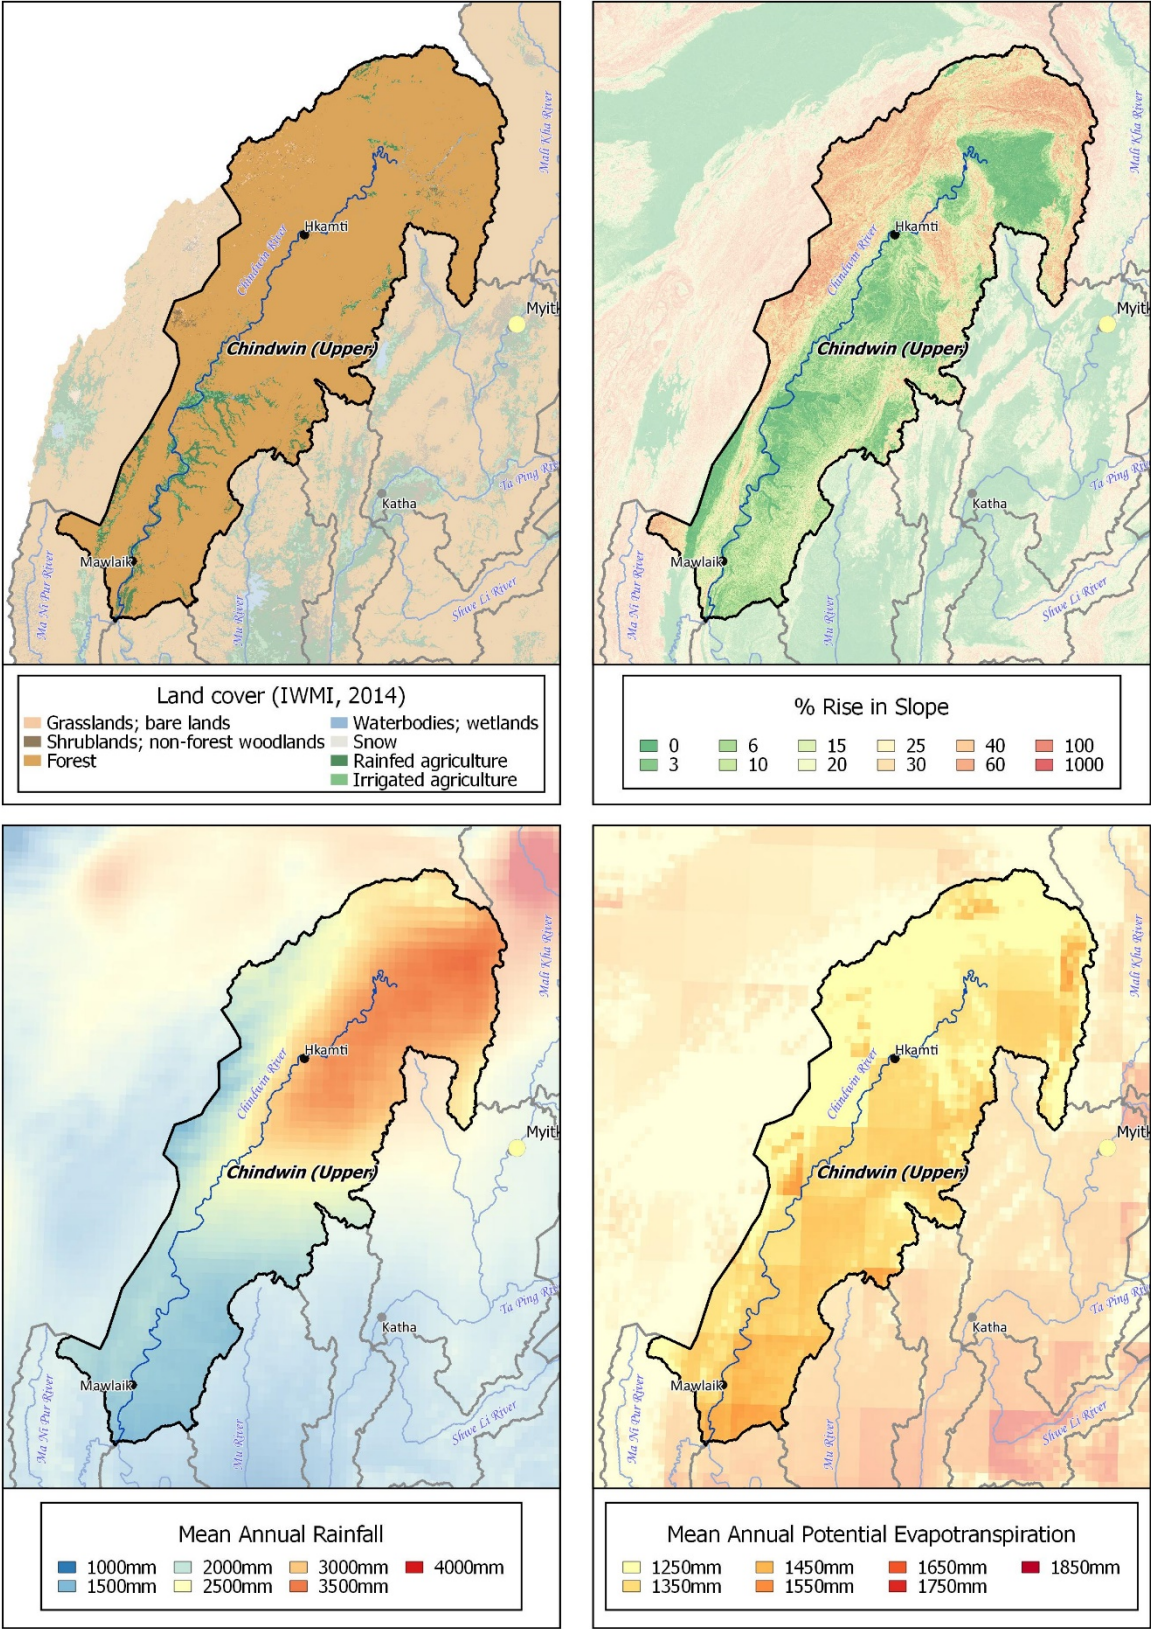 Mali Kha River
Hkamti
Chindwin River
Chindwin (Upper)
Myitk
Katha
Ta Ping Riv
Mawlaik
Ma Ni Pur River
Mu River
Shwe Li River
Land cover (IWMI, 2014)
Grasslands; bare lands
Shrublands; non-forest woodlands
Forest
Waterbodies; wetlands
Snow
Rainfed agriculture
Irrigated agriculture
Mali Kha River
Hkamti
Chindwin River
Chindwin (Upper)
Myitk
Katha
Ta Ping Riv
Mawlaik
Ma Ni Pur River
Mu River
Shwe Li River
% Rise in Slope
0 6 15 25 40 100
3 10 20 30 60 1000
Mali Kha River
Hkamti
Chindwin River
Chindwin (Upper)
Myitk
Katha
Ta Ping Riv
Mawlaik
Ma Ni Pur River
Mu River
Shwe Li River
Mean Annual Rainfall
1000mm 2000mm 3000mm 4000mm
1500mm 2500mm 3500mm
Mali Kha River
Hkamti
Chindwin River
Chindwin (Upper)
Myitk
Katha
Ta Ping Riv
Mawlaik
Ma Ni Pur River
Mu River
Shwe Li River
Mean Annual Potential Evapotranspiration
1250mm 1450mm 1650mm 1850mm
1350mm 1550mm 1750mm